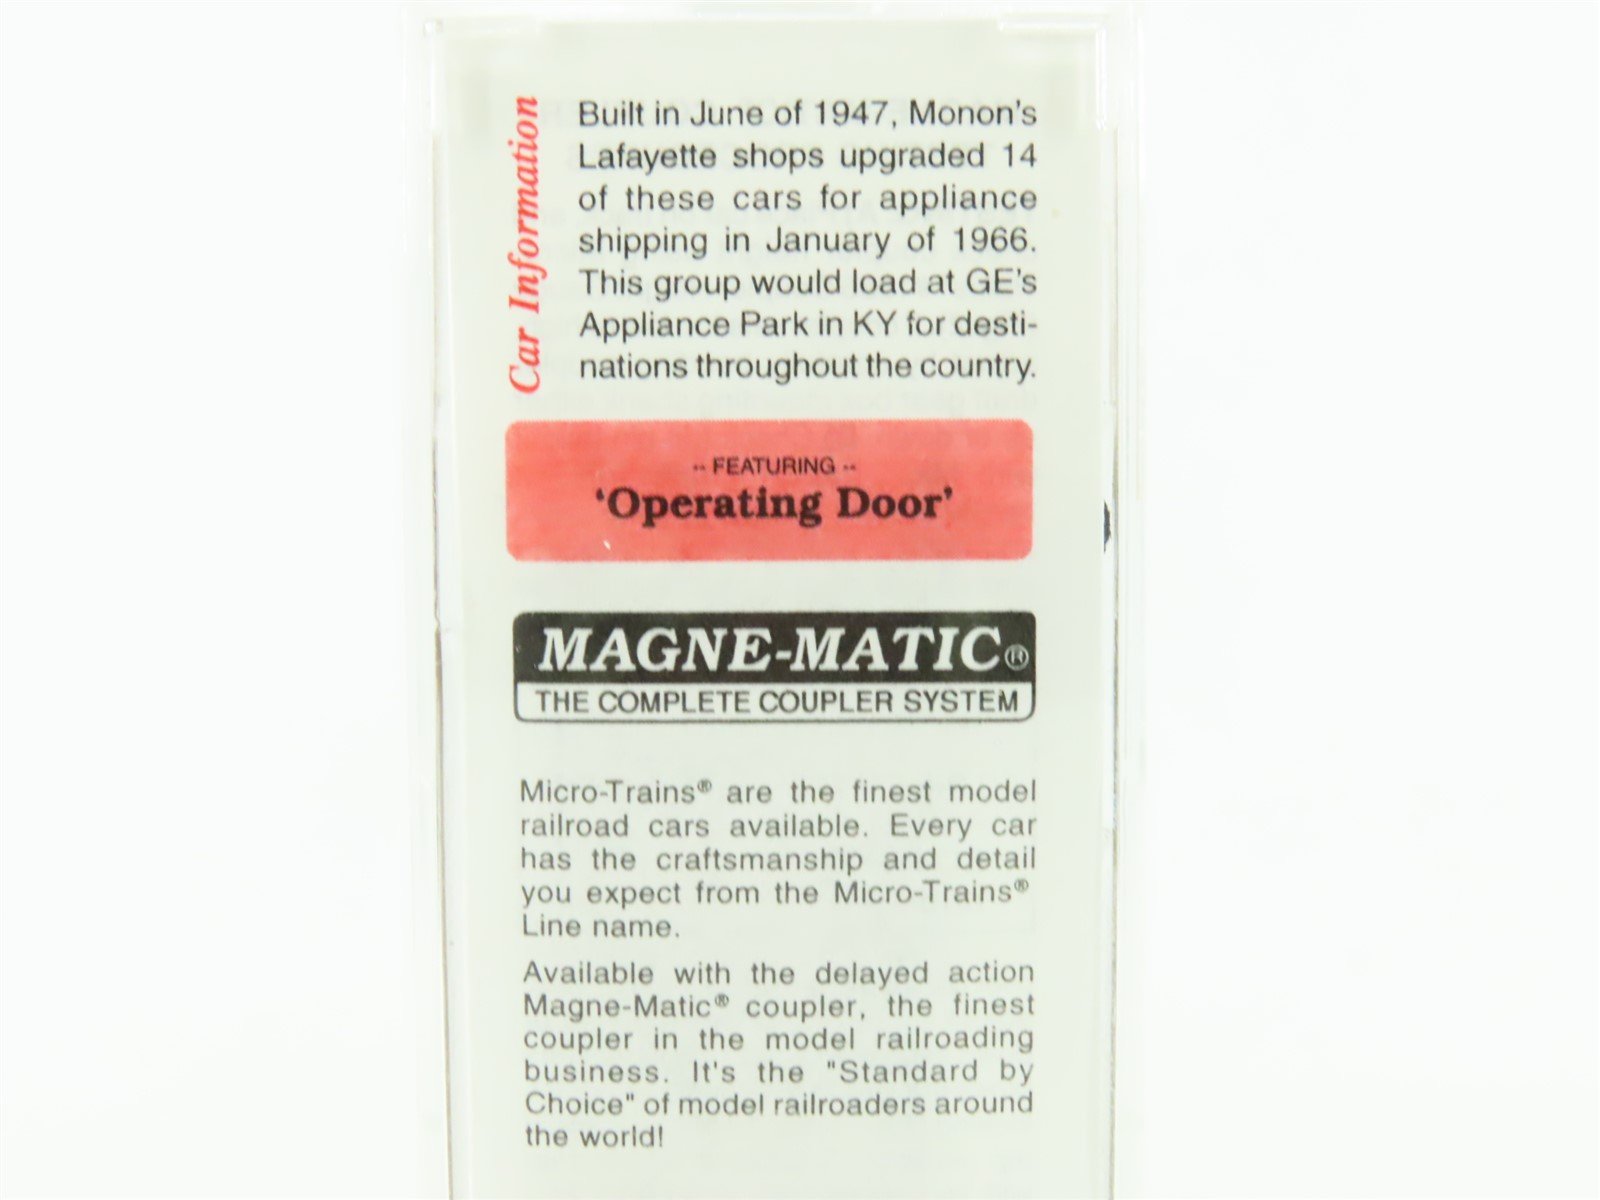 Car Information
Built in June of 1947, Monon's
Lafayette shops upgraded 14
of these cars for appliance
shipping in January of 1966.
This group would load at GE's
Appliance Park in KY for desti-
nations throughout the country.
-- FEATURING --
'Operating Door'
MAGNE-MATIC®
THE COMPLETE COUPLER SYSTEM
Micro-Trains® are the finest model
railroad cars available. Every car
has the craftsmanship and detail
you expect from the Micro-Trains®
Line name.
Available with the delayed action
Magne-Matic® coupler, the finest
coupler in the model railroading
business. It's the "Standard by
Choice" of model railroaders around
the world!